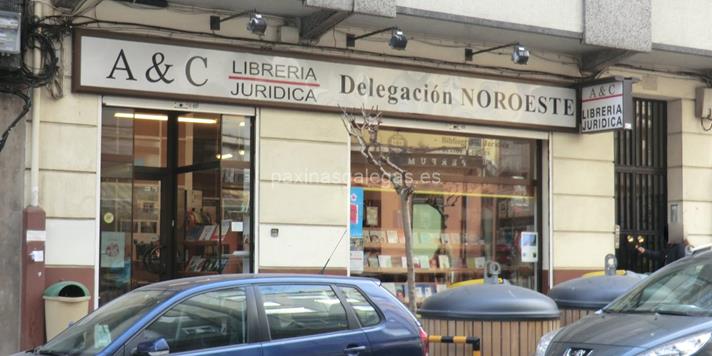 A & C LIBRERIA JURIDICA Delegación NOROESTE
A & C
LIBRERIA
JURIDICA
paxinasgalegas.es